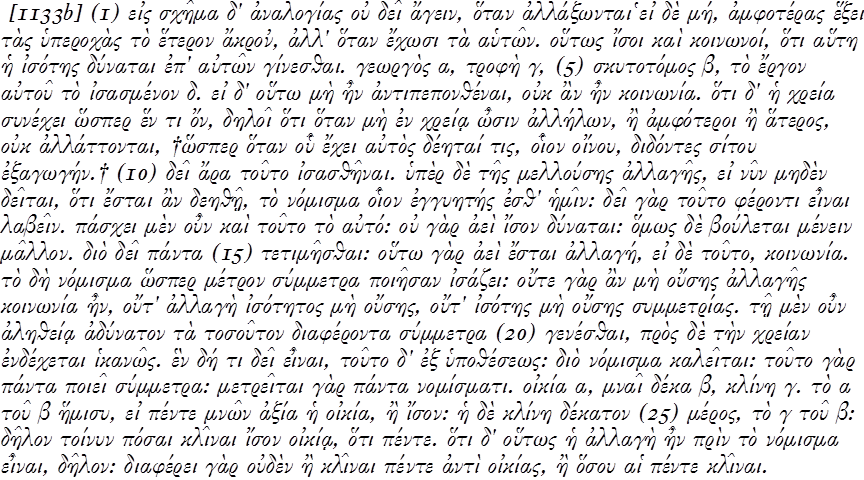 [1133b] (1) εἰς σχῆμα δ' ἀναλογίας οὐ δεῖ ἄγειν, ὅταν ἀλλάξωνται· εἰ δὲ μή, ἀμφοτέρας ἕξει
τὰς ὑπεροχὰς τὸ ἕτερον ἄκρον, ἀλλ' ὅταν ἔχωσι τὰ αὑτῶν. οὕτως ἴσοι καὶ κοινωνοί, ὅτι αὕτη
ἡ ἰσότης δύναται ἐπ' αὐτῶν γίνεσθαι. γεωργὸς α, τροφὴ γ, (5) σκυτοτόμος β, τὸ ἔργον
αὐτοῦ τὸ ἰσασμένον δ. εἰ δ' οὕτω μὴ ἦν ἀντιπεπονθέναι, οὐκ ἂν ἦν κοινωνία. ὅτι δ' ἡ χρεία
συνέχει ὥσπερ ἕν τι ὄν, δηλοῖ ὅτι ὅταν μὴ ἐν χρείᾳ ὦσιν ἀλλήλων, ἢ ἀμφότεροι ἢ ἅτερος,
οὐκ ἀλλάττονται, †ὥσπερ ὅταν οὗ ἔχει αὐτὸς δέηταί τις, οἷον οἴνου, διδόντες σίτου
ἐξαγωγήν.† (10) δεῖ ἄρα τοῦτο ἰσασθῆναι. ὑπὲρ δὲ τῆς μελλούσης ἀλλαγῆς, εἰ νῦν μηδὲν
δεῖται, ὅτι ἔσται ἂν δεηθῇ, τὸ νόμισμα οἷον ἐγγυητής ἐσθ' ἡμῖν: δεῖ γὰρ τοῦτο φέροντι εἶναι
λαβεῖν. πάσχει μὲν οὖν καὶ τοῦτο τὸ αὐτό: οὐ γὰρ ἀεὶ ἴσον δύναται: ὅμως δὲ βούλεται μένειν
μᾶλλον. διὸ δεῖ πάντα (15) τετιμῆσθαι: οὕτω γὰρ ἀεὶ ἔσται ἀλλαγή, εἰ δὲ τοῦτο, κοινωνία.
τὸ δὴ νόμισμα ὥσπερ μέτρον σύμμετρα ποιῆσαν ἰσάζει: οὔτε γὰρ ἂν μὴ οὔσης ἀλλαγῆς
κοινωνία ἦν, οὔτ' ἀλλαγὴ ἰσότητος μὴ οὔσης, οὔτ' ἰσότης μὴ οὔσης συμμετρίας. τῇ μὲν οὖν
ἀληθείᾳ ἀδύνατον τὰ τοσοῦτον διαφέροντα σύμμετρα (20) γενέσθαι, πρὸς δὲ τὴν χρείαν
ἐνδέχεται ἱκανῶς. ἓν δή τι δεῖ εἶναι, τοῦτο δ' ἐξ ὑποθέσεως: διὸ νόμισμα καλεῖται: τοῦτο γὰρ
πάντα ποιεῖ σύμμετρα: μετρεῖται γὰρ πάντα νομίσματι. οἰκία α, μναῖ δέκα β, κλίνη γ. τὸ α
τοῦ β ἥμισυ, εἰ πέντε μνῶν ἀξία ἡ οἰκία, ἢ ἴσον: ἡ δὲ κλίνη δέκατον (25) μέρος, τὸ γ τοῦ β:
δῆλον τοίνυν πόσαι κλῖναι ἴσον οἰκίᾳ, ὅτι πέντε. ὅτι δ' οὕτως ἡ ἀλλαγὴ ἦν πρὶν τὸ νόμισμα
εἶναι, δῆλον: διαφέρει γὰρ οὐδὲν ἢ κλῖναι πέντε ἀντὶ οἰκίας, ἢ ὅσου αἱ πέντε κλῖναι.